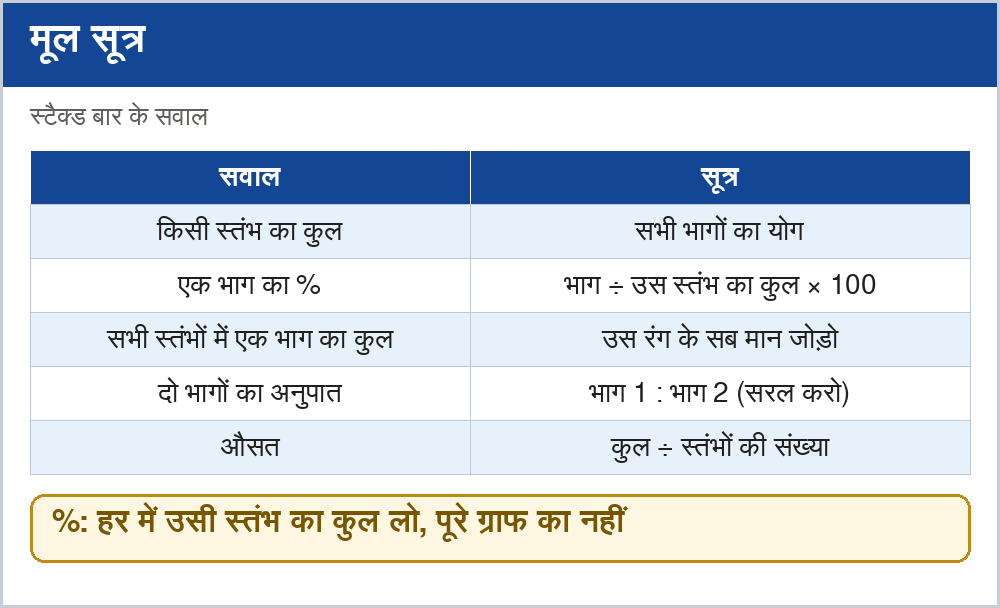 मूल सूत्र
स्टैक्ड बार के सवाल
सवाल सूत्र
किसी स्तंभ का कुल सभी भागों का योग
एक भाग का % भाग ÷ उस स्तंभ का कुल × 100
सभी स्तंभों में एक भाग का कुल उस रंग के सब मान जोड़ो
दो भागों का अनुपात भाग 1 : भाग 2 (सरल करो)
औसत कुल ÷ स्तंभों की संख्या
%: हर में उसी स्तंभ का कुल लो, पूरे ग्राफ का नहीं